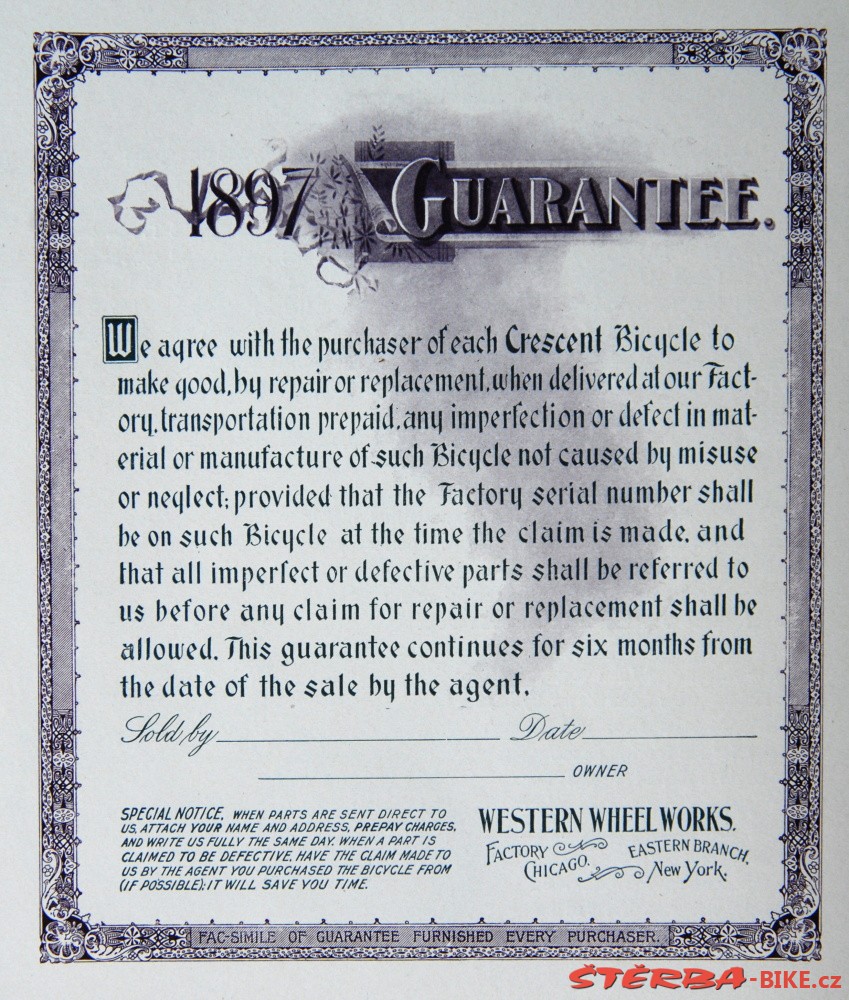 1897 GUARANTEE.
We agree with the purchaser of each Crescent Bicycle to
make good, by repair or replacement, when delivered at our Fact-
ory, transportation prepaid, any imperfection or defect in mat-
erial or manufacture of such Bicycle not caused by misuse
or neglect; provided that the Factory serial number shall
be on such Bicycle at the time the claim is made, and
that all imperfect or defective parts shall be referred to
us before any claim for repair or replacement shall be
allowed. This guarantee continues for six months from
the date of the sale by the agent.
Sold by Date
OWNER
SPECIAL NOTICE. WHEN PARTS ARE SENT DIRECT TO
US, ATTACH YOUR NAME AND ADDRESS, PREPAY CHARGES,
AND WRITE US FULLY THE SAME DAY. WHEN A PART IS
CLAIMED TO BE DEFECTIVE, HAVE THE CLAIM MADE TO
US BY THE AGENT YOU PURCHASED THE BICYCLE FROM
(IF POSSIBLE); IT WILL SAVE YOU TIME.
WESTERN WHEEL WORKS.
FACTORY CHICAGO.
EASTERN BRANCH, New York.
FAC-SIMILE OF GUARANTEE FURNISHED EVERY PURCHASER.
ŠTĚRBA-BIKE.cz